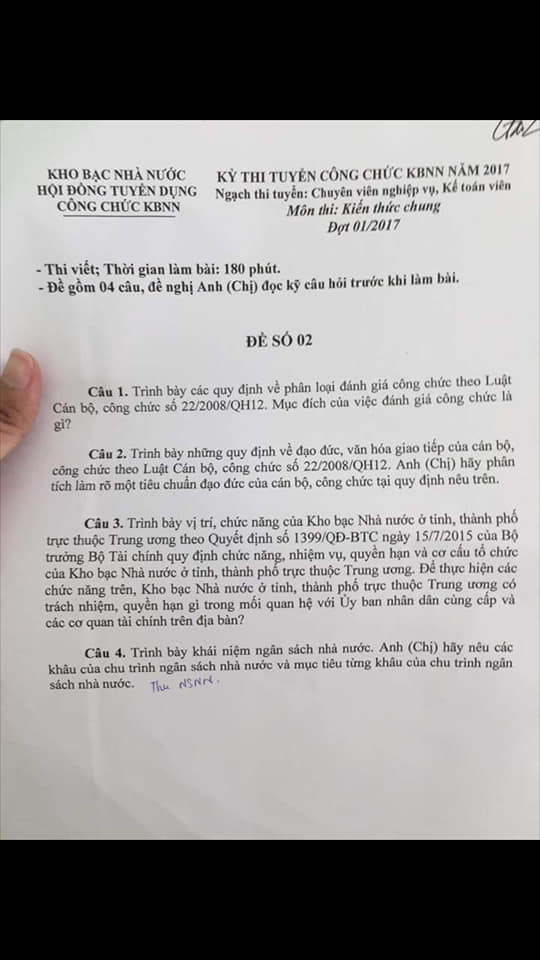 KHO BẠC NHÀ NƯỚC
HỘI ĐỒNG TUYỂN DỤNG
CÔNG CHỨC KBNN
KỲ THI TUYỂN CÔNG CHỨC KBNN NĂM 2017
Ngạch thi tuyển: Chuyên viên nghiệp vụ, Kế toán viên
Môn thi: Kiến thức chung
Đợt 01/2017
- Thi viết; Thời gian làm bài: 180 phút.
- Đề gồm 04 câu, đề nghị Anh (Chị) đọc kỹ câu hỏi trước khi làm bài.
ĐỀ SỐ 02
Câu 1. Trình bày các quy định về phân loại đánh giá công chức theo Luật
Cán bộ, công chức số 22/2008/QH12. Mục đích của việc đánh giá công chức là
gì?
Câu 2. Trình bày những quy định về đạo đức, văn hóa giao tiếp của cán bộ,
công chức theo Luật Cán bộ, công chức số 22/2008/QH12. Anh (Chị) hãy phân
tích làm rõ một tiêu chuẩn đạo đức của cán bộ, công chức tại quy định nêu trên.
Câu 3. Trình bày vị trí, chức năng của Kho bạc Nhà nước ở tỉnh, thành phố
trực thuộc Trung ương theo Quyết định số 1399/QĐ-BTC ngày 15/7/2015 của Bộ
trưởng Bộ Tài chính quy định chức năng, nhiệm vụ, quyền hạn và cơ cấu tổ chức
của Kho bạc Nhà nước ở tỉnh, thành phố trực thuộc Trung ương. Để thực hiện các
chức năng trên, Kho bạc Nhà nước ở tỉnh, thành phố trực thuộc Trung ương có
trách nhiệm, quyền hạn gì trong mối quan hệ với Ủy ban nhân dân cùng cấp và
các cơ quan tài chính trên địa bàn?
Câu 4. Trình bày khái niệm ngân sách nhà nước. Anh (Chị) hãy nêu các
khâu của chu trình ngân sách nhà nước và mục tiêu từng khâu của chu trình ngân
sách nhà nước. Thu NSNN.